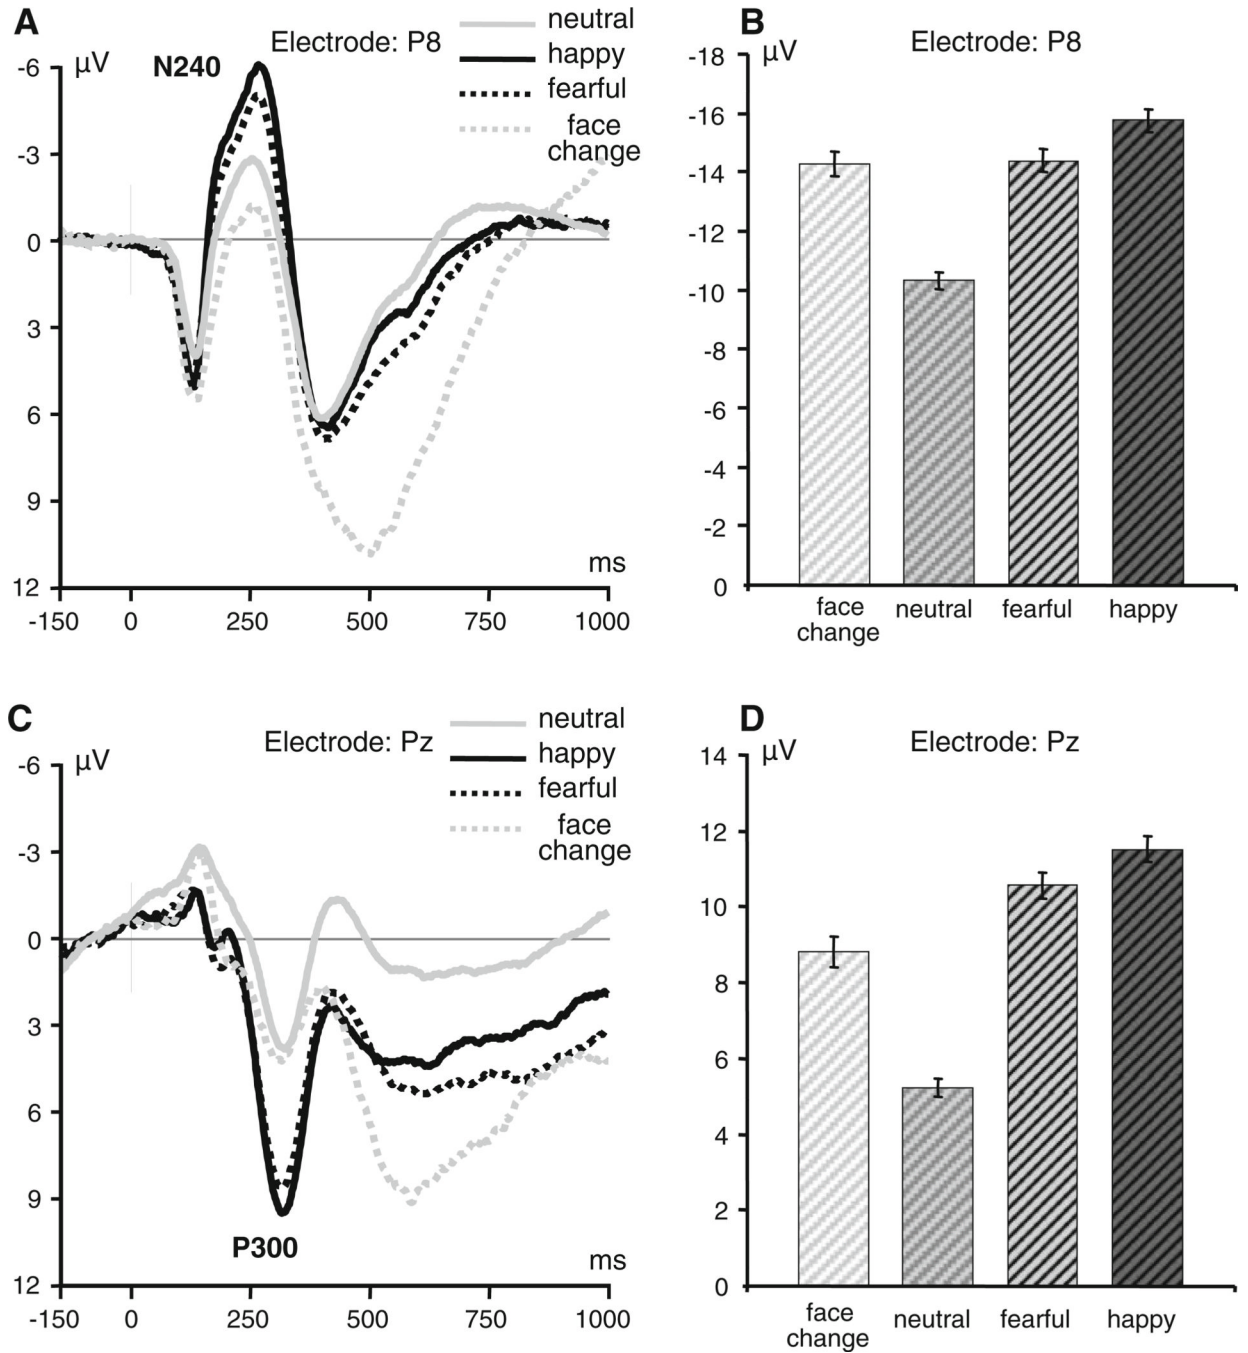 A
Electrode: P8
neutral
happy
fearful
face
change
µV
N240
-6
-3
0
3
6
9
12
ms
-150 0 250 500 750 1000
B
Electrode: P8
µV
-18
-16
-14
-12
-10
-8
-6
-4
-2
0
face
change
neutral
fearful
happy
C
Electrode: Pz
neutral
happy
fearful
face
change
µV
-6
-3
0
3
6
9
12
P300
ms
-150 0 250 500 750 1000
D
Electrode: Pz
µV
14
12
10
8
6
4
2
0
face
change
neutral
fearful
happy